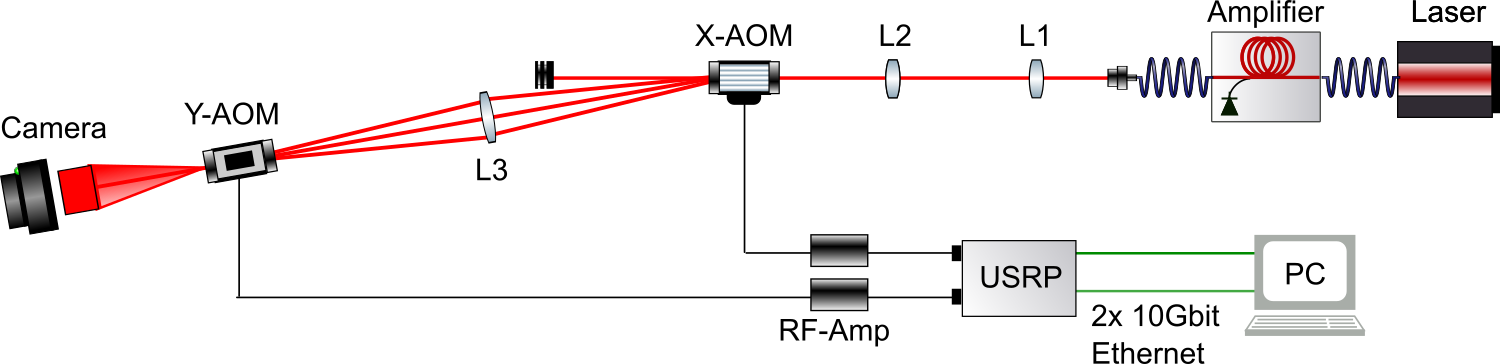 Amplifier
Laser
X-AOM
L2
L1
Y-AOM
Camera
L3
USRP
PC
RF-Amp
2x 10Gbit
Ethernet